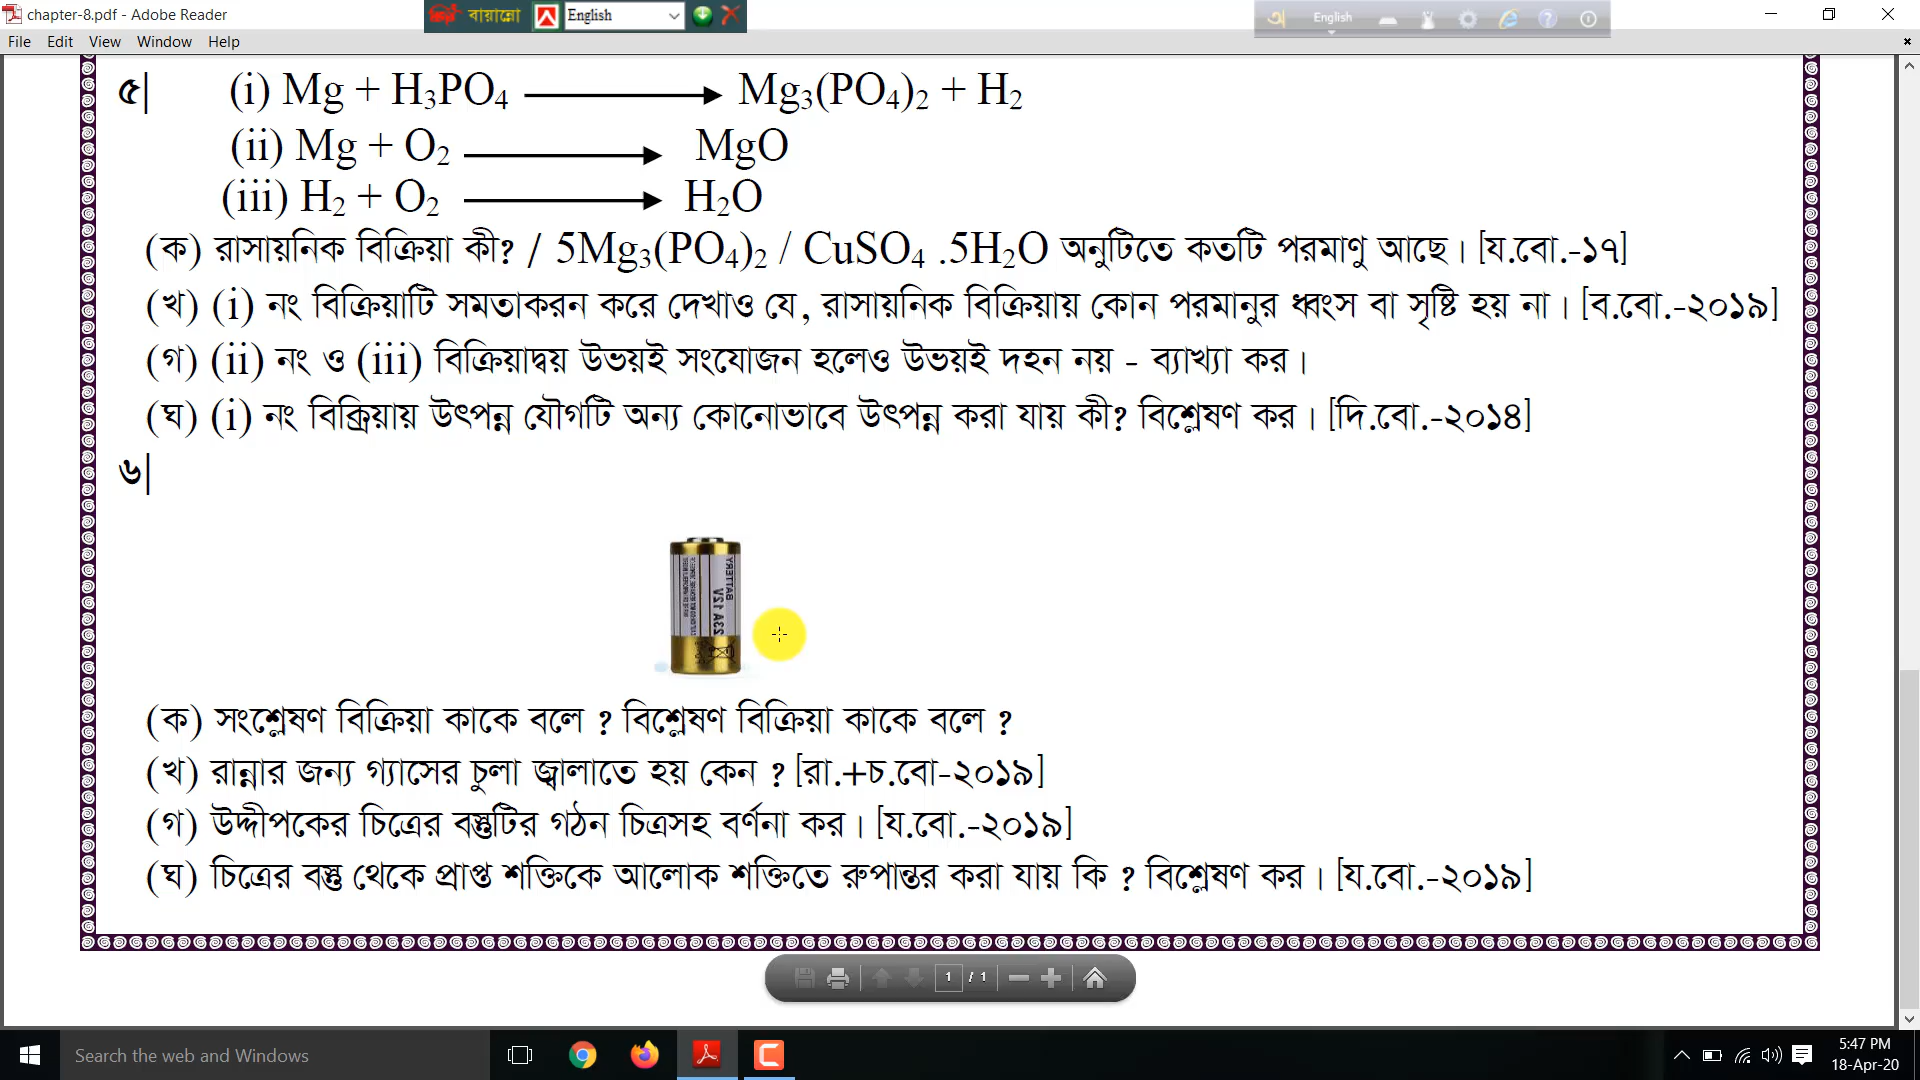 chapter-8.pdf - Adobe Reader
বায়ান্নো English
English
File Edit View Window Help
৫| (i) Mg + H₃PO₄ ⟶ Mg₃(PO₄)₂ + H₂
(ii) Mg + O₂ ⟶ MgO
(iii) H₂ + O₂ ⟶ H₂O
(ক) রাসায়নিক বিক্রিয়া কী? / 5Mg₃(PO₄)₂ / CuSO₄ .5H₂O অনুটিতে কতটি পরমাণু আছে। [য.বো.-১৭]
(খ) (i) নং বিক্রিয়াটি সমতাকরন করে দেখাও যে, রাসায়নিক বিক্রিয়ায় কোন পরমানুর ধ্বংস বা সৃষ্টি হয় না। [ব.বো.-২০১৯]
(গ) (ii) নং ও (iii) বিক্রিয়াদ্বয় উভয়ই সংযোজন হলেও উভয়ই দহন নয় - ব্যাখ্যা কর।
(ঘ) (i) নং বিক্রিয়ায় উৎপন্ন যৌগটি অন্য কোনোভাবে উৎপন্ন করা যায় কী? বিশ্লেষণ কর। [দি.বো.-২০১৪]
৬|
BATTERY
23A 12V
(ক) সংশ্লেষণ বিক্রিয়া কাকে বলে ? বিশ্লেষণ বিক্রিয়া কাকে বলে ?
(খ) রান্নার জন্য গ্যাসের চুলা জ্বালাতে হয় কেন ? [রা.+চ.বো-২০১৯]
(গ) উদ্দীপকের চিত্রের বস্তুটির গঠন চিত্রসহ বর্ণনা কর। [য.বো.-২০১৯]
(ঘ) চিত্রের বস্তু থেকে প্রাপ্ত শক্তিকে আলোক শক্তিতে রুপান্তর করা যায় কি ? বিশ্লেষণ কর। [য.বো.-২০১৯]
1 / 1
Search the web and Windows
5:47 PM
18-Apr-20